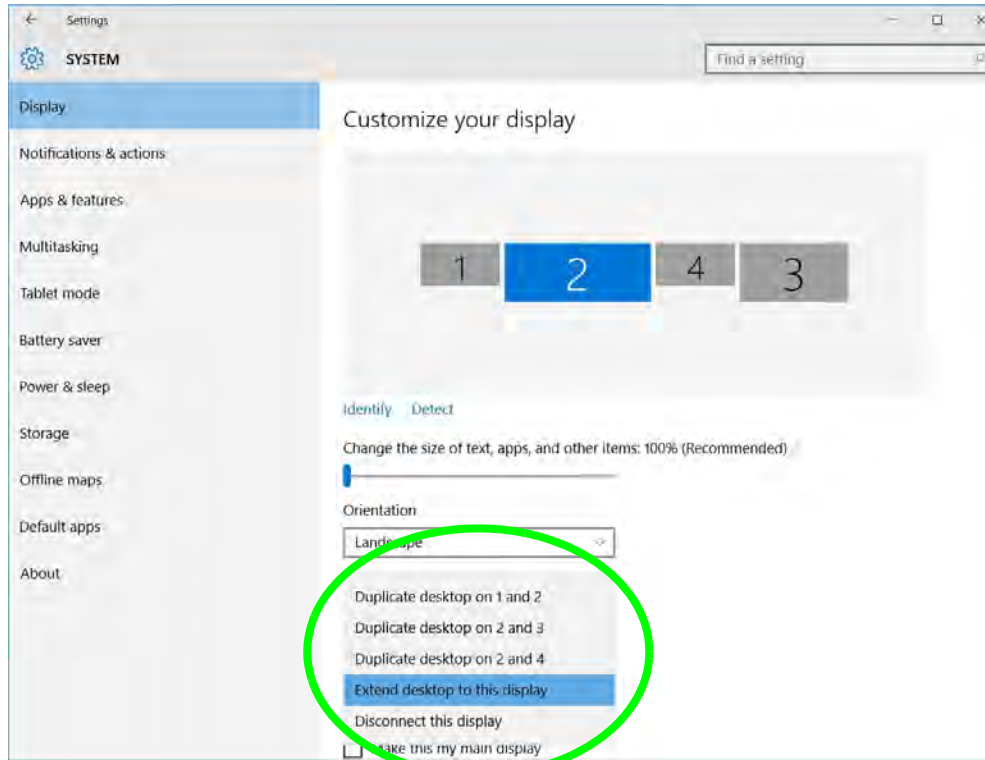 Settings
SYSTEM
Find a setting
Display
Notifications & actions
Apps & features
Multitasking
Tablet mode
Battery saver
Power & sleep
Storage
Offline maps
Default apps
About
Customize your display
1 2 4 3
Identify Detect
Change the size of text, apps, and other items: 100% (Recommended)
Orientation
Landscape
Duplicate desktop on 1 and 2
Duplicate desktop on 2 and 3
Duplicate desktop on 2 and 4
Extend desktop to this display
Disconnect this display
Make this my main display